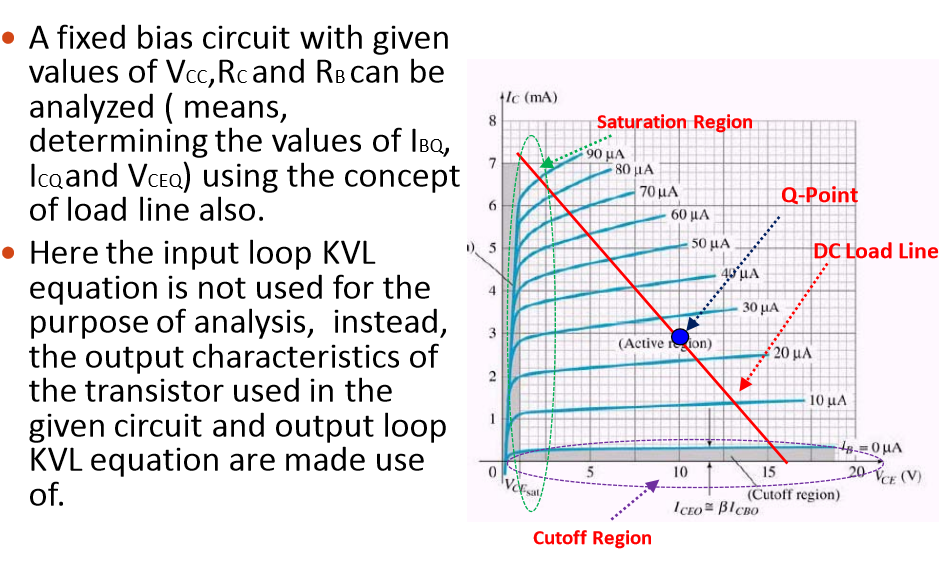 • A fixed bias circuit with given
values of VCC,RC and RB can be
analyzed ( means,
determining the values of IBQ,
ICQ and VCEQ) using the concept
of load line also.
• Here the input loop KVL
equation is not used for the
purpose of analysis, instead,
the output characteristics of
the transistor used in the
given circuit and output loop
KVL equation are made use
of.
IC (mA)
8
7
6
5
4
3
2
1
0
5
10
15
20
VCE (V)
Saturation Region
90 μA
80 μA
70 μA
60 μA
50 μA
40 μA
30 μA
20 μA
10 μA
IB = 0 μA
Q-Point
DC Load Line
(Active region)
VCEsat
(Cutoff region)
ICEO ≅ βICBO
Cutoff Region